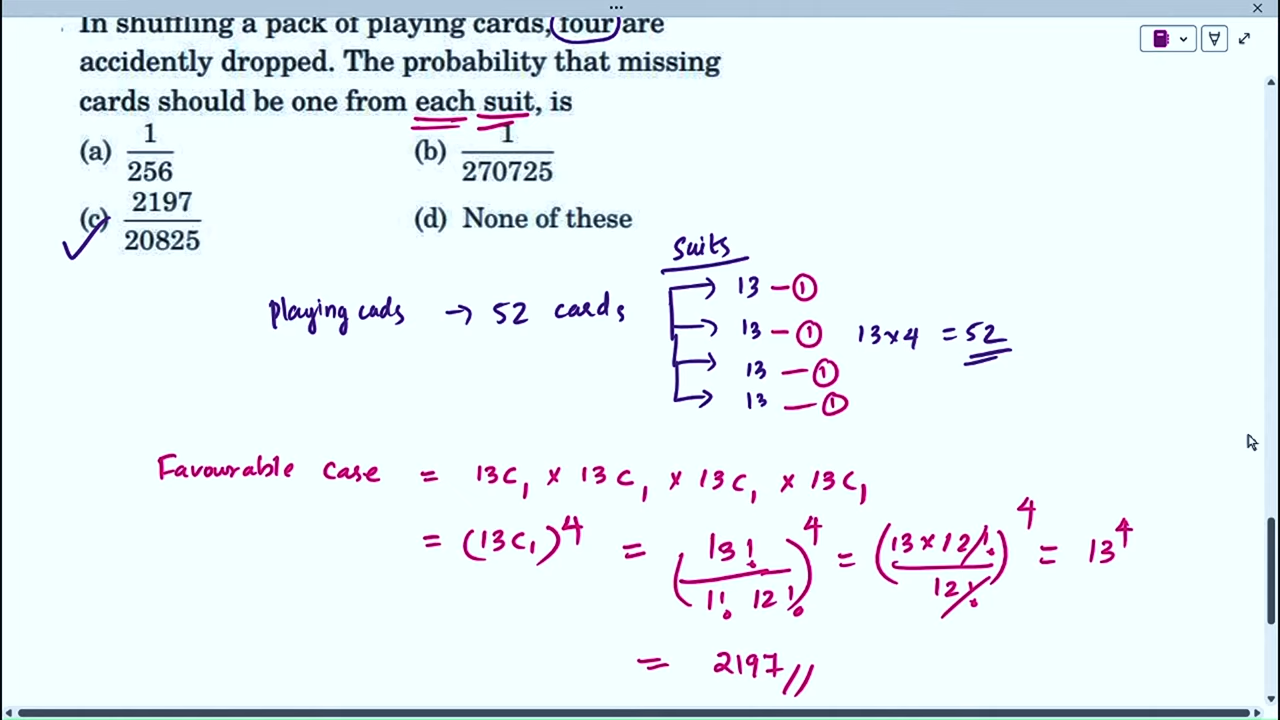 In shuffling a pack of playing cards, four are
accidently dropped. The probability that missing
cards should be one from each suit, is
(a) 1/256 (b) 1/270725
(c) 2197/20825 (d) None of these
Suits
playing cads → 52 cards
13 — ①
13 — ① 13×4 = 52
13 — ①
13 — ①
Favourable case = 13C₁ × 13C₁ × 13C₁ × 13C₁
= (13C₁)⁴ = (13!/1! 12!)⁴ = (13×12!/12!)⁴ = 13⁴
= 2197//